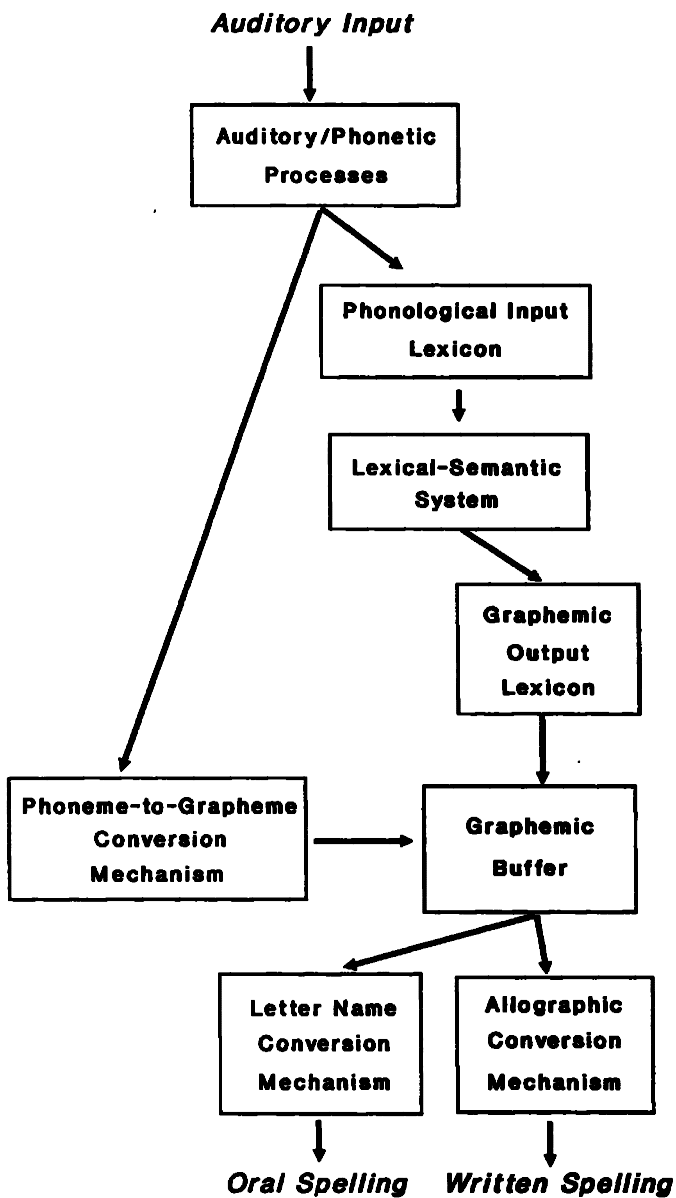 Auditory Input
Auditory/Phonetic
Processes
Phonological Input
Lexicon
Lexical-Semantic
System
Graphemic
Output
Lexicon
Phoneme-to-Grapheme
Conversion
Mechanism
Graphemic
Buffer
Letter Name
Conversion
Mechanism
Allographic
Conversion
Mechanism
Oral Spelling
Written Spelling